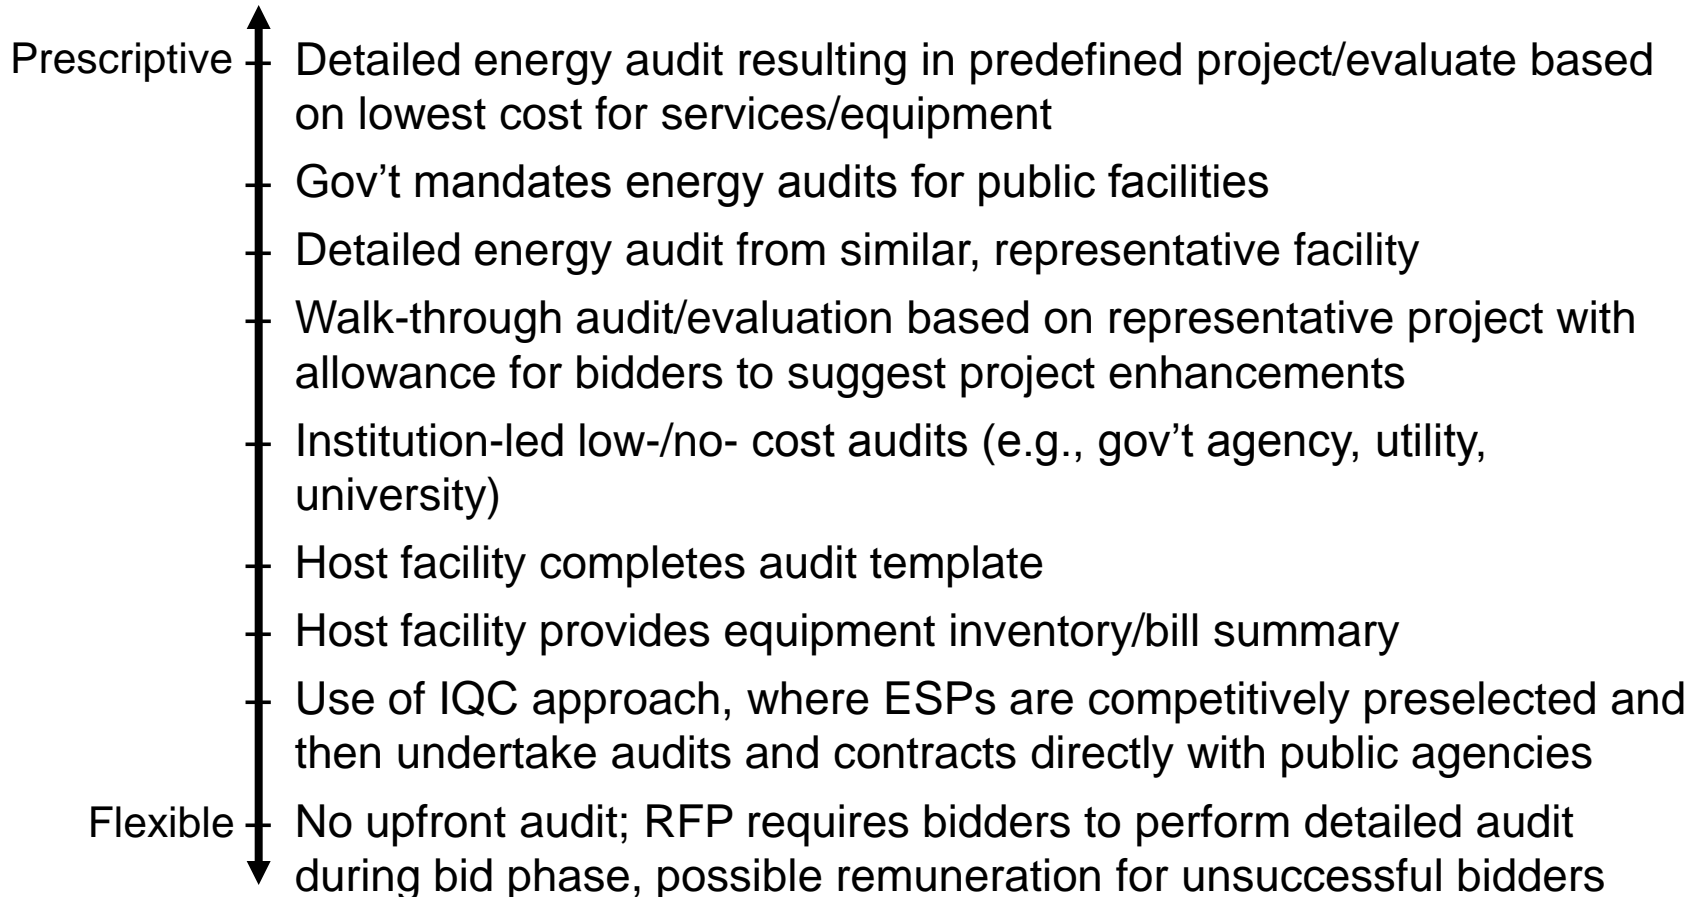 Prescriptive
Detailed energy audit resulting in predefined project/evaluate based
on lowest cost for services/equipment
Gov’t mandates energy audits for public facilities
Detailed energy audit from similar, representative facility
Walk-through audit/evaluation based on representative project with
allowance for bidders to suggest project enhancements
Institution-led low-/no- cost audits (e.g., gov’t agency, utility,
university)
Host facility completes audit template
Host facility provides equipment inventory/bill summary
Use of IQC approach, where ESPs are competitively preselected and
then undertake audits and contracts directly with public agencies
Flexible
No upfront audit; RFP requires bidders to perform detailed audit
during bid phase, possible remuneration for unsuccessful bidders